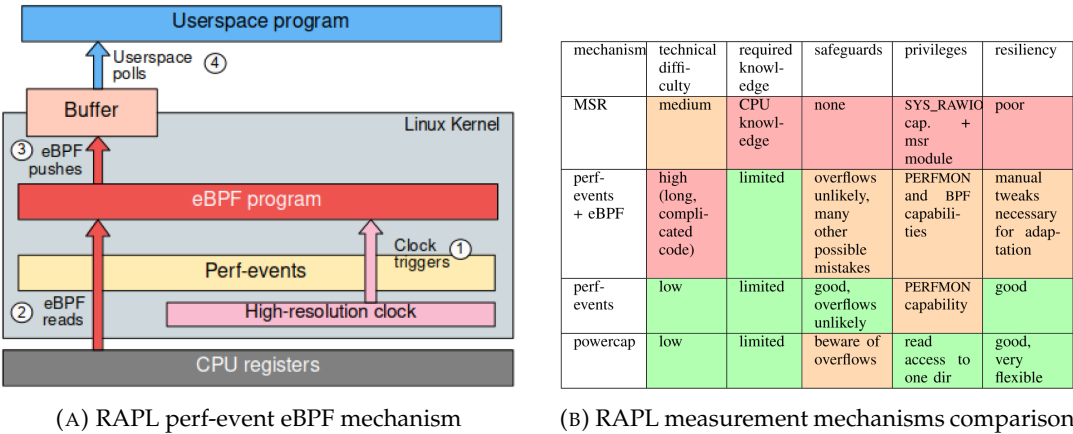 Userspace program
Userspace
polls
4
Buffer
Linux Kernel
3
eBPF
pushes
eBPF program
Clock
triggers
1
Perf-events
2
eBPF
reads
High-resolution clock
CPU registers
(A) RAPL perf-event eBPF mechanism
mechanism
technical
diffi-
culty
required
knowl-
edge
safeguards
privileges
resiliency
MSR
medium
CPU
knowl-
edge
none
SYS_RAWIO
cap. +
msr
module
poor
perf-
events
+ eBPF
high
(long,
compli-
cated
code)
limited
overflows
unlikely,
many
other
possible
mistakes
PERFMON
and BPF
capabili-
ties
manual
tweaks
necessary
for adap-
tation
perf-
events
low
limited
good,
overflows
unlikely
PERFMON
capability
good
powercap
low
limited
beware of
overflows
read
access to
one dir
good,
very
flexible
(B) RAPL measurement mechanisms comparison